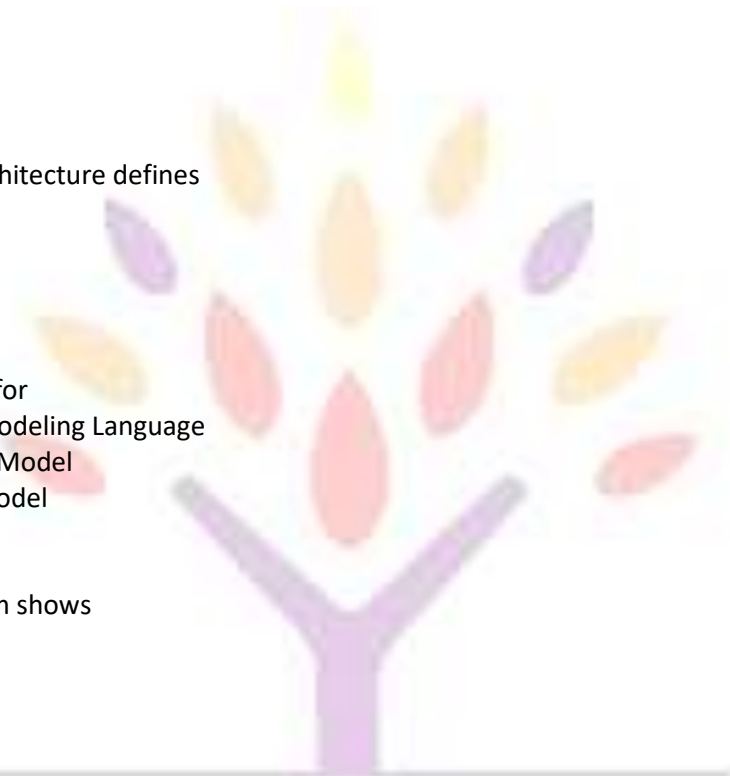 hitecture defines
for
odeling Language
Model
odel
n shows